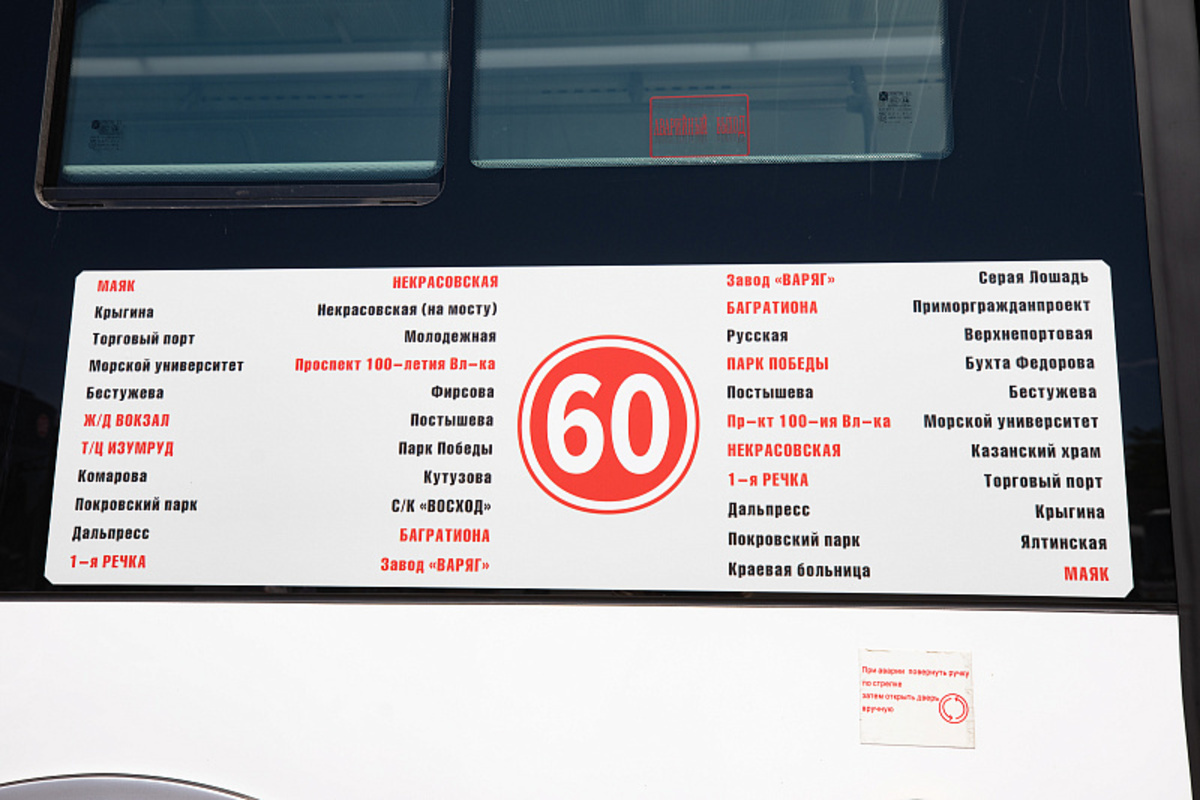 МАЯК
Крыгина
Торговый порт
Морской университет
Бестужева
Ж/Д ВОКЗАЛ
Т/Ц ИЗУМРУД
Комарова
Покровский парк
Дальпресс
1–я РЕЧКА
НЕКРАСОВСКАЯ
Некрасовская (на мосту)
Молодежная
Проспект 100–летия Вл–ка
Фирсова
Постышева
Парк Победы
Кутузова
С/К «ВОСХОД»
БАГРАТИОНА
Завод «ВАРЯГ»
60
Завод «ВАРЯГ»
БАГРАТИОНА
Русская
ПАРК ПОБЕДЫ
Постышева
Пр–кт 100–ия Вл–ка
НЕКРАСОВСКАЯ
1–я РЕЧКА
Дальпресс
Покровский парк
Краевая больница
Серая Лошадь
Приморгражданпроект
Верхнепортовая
Бухта Федорова
Бестужева
Морской университет
Казанский храм
Торговый порт
Крыгина
Ялтинская
МАЯК
При аварии повернуть ручку
по стрелке
затем открыть дверь
вручную